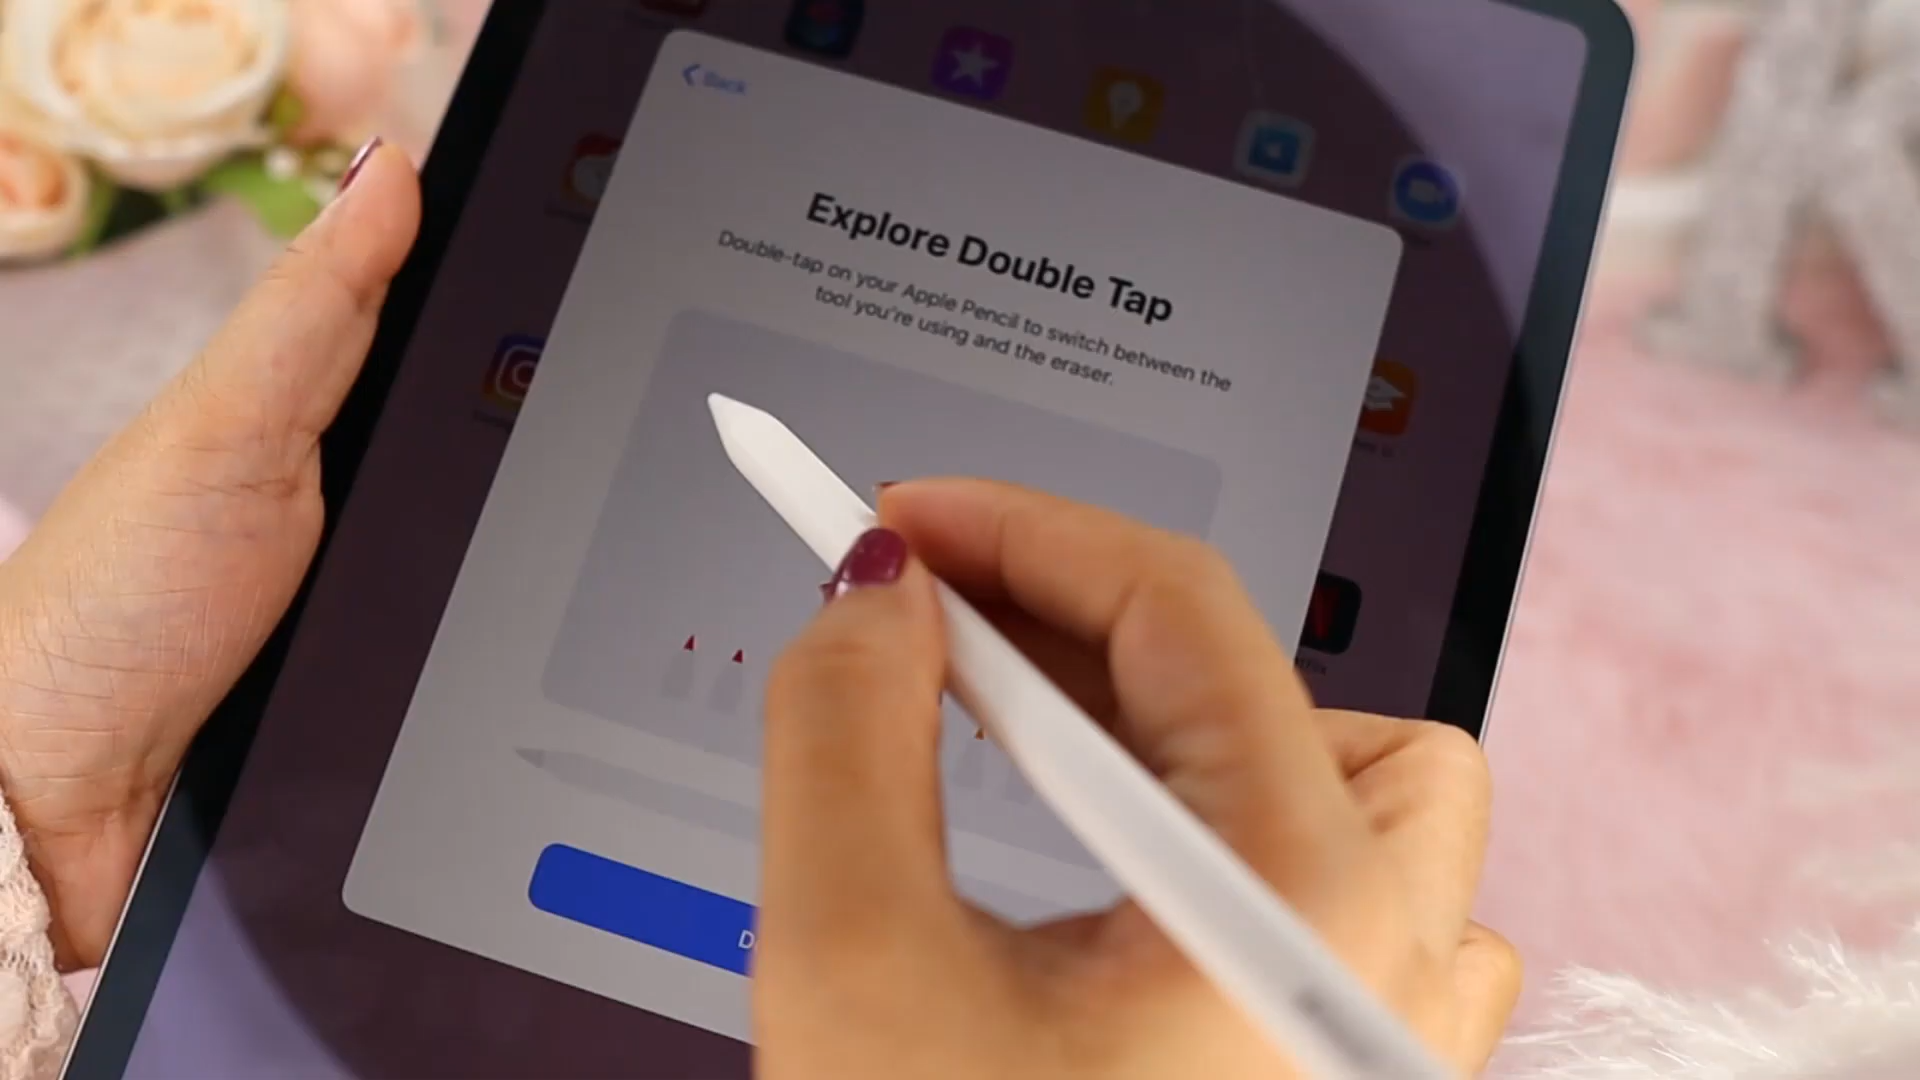 Back
Explore Double Tap
Double-tap on your Apple Pencil to switch between the
tool you're using and the eraser.